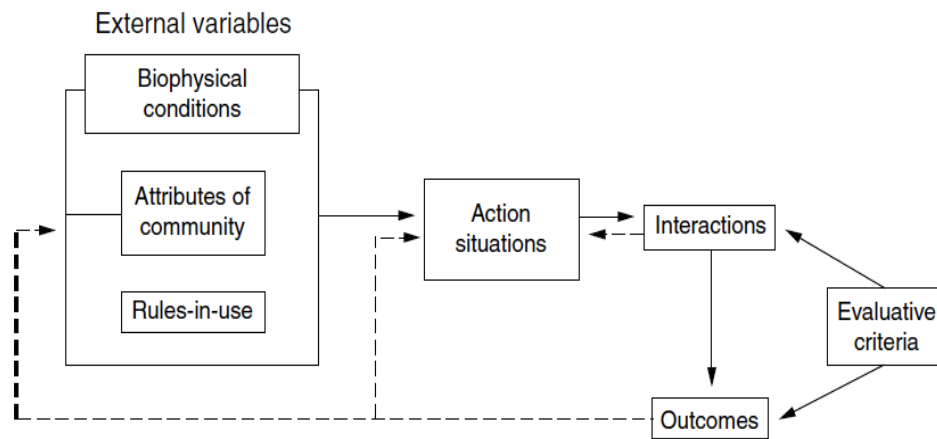 External variables
Biophysical
conditions
Attributes of
community
Rules-in-use
Action
situations
Interactions
Evaluative
criteria
Outcomes